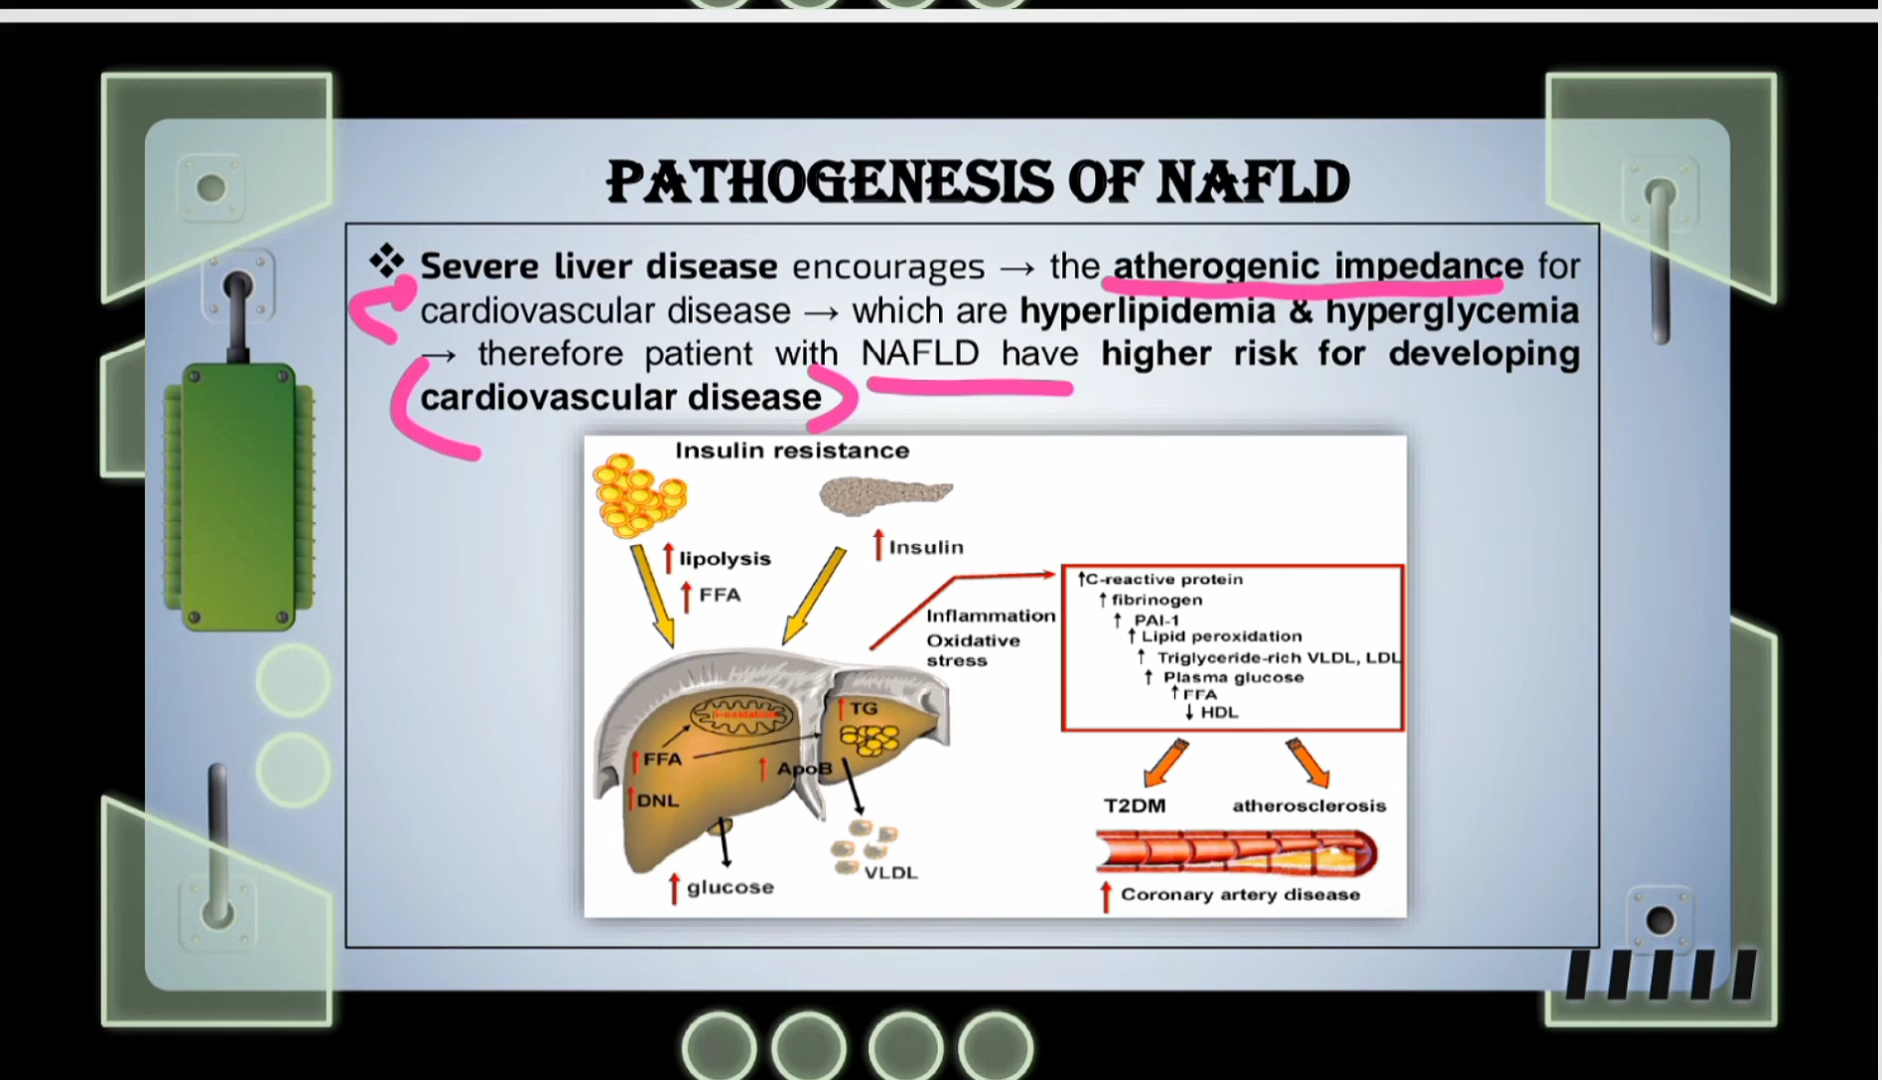 PATHOGENESIS OF NAFLD
❖ Severe liver disease encourages → the atherogenic impedance for
cardiovascular disease → which are hyperlipidemia & hyperglycemia
→ therefore patient with NAFLD have higher risk for developing
cardiovascular disease
Insulin resistance
↑ lipolysis
↑ FFA
↑ Insulin
Inflammation
Oxidative
stress
↑C-reactive protein
↑ fibrinogen
↑ PAI-1
↑ Lipid peroxidation
↑ Triglyceride-rich VLDL, LDL
↑ Plasma glucose
↑ FFA
↓ HDL
β-oxidation
↑ TG
↑ FFA
↑ ApoB
↑ DNL
↑ glucose
VLDL
T2DM
atherosclerosis
↑ Coronary artery disease